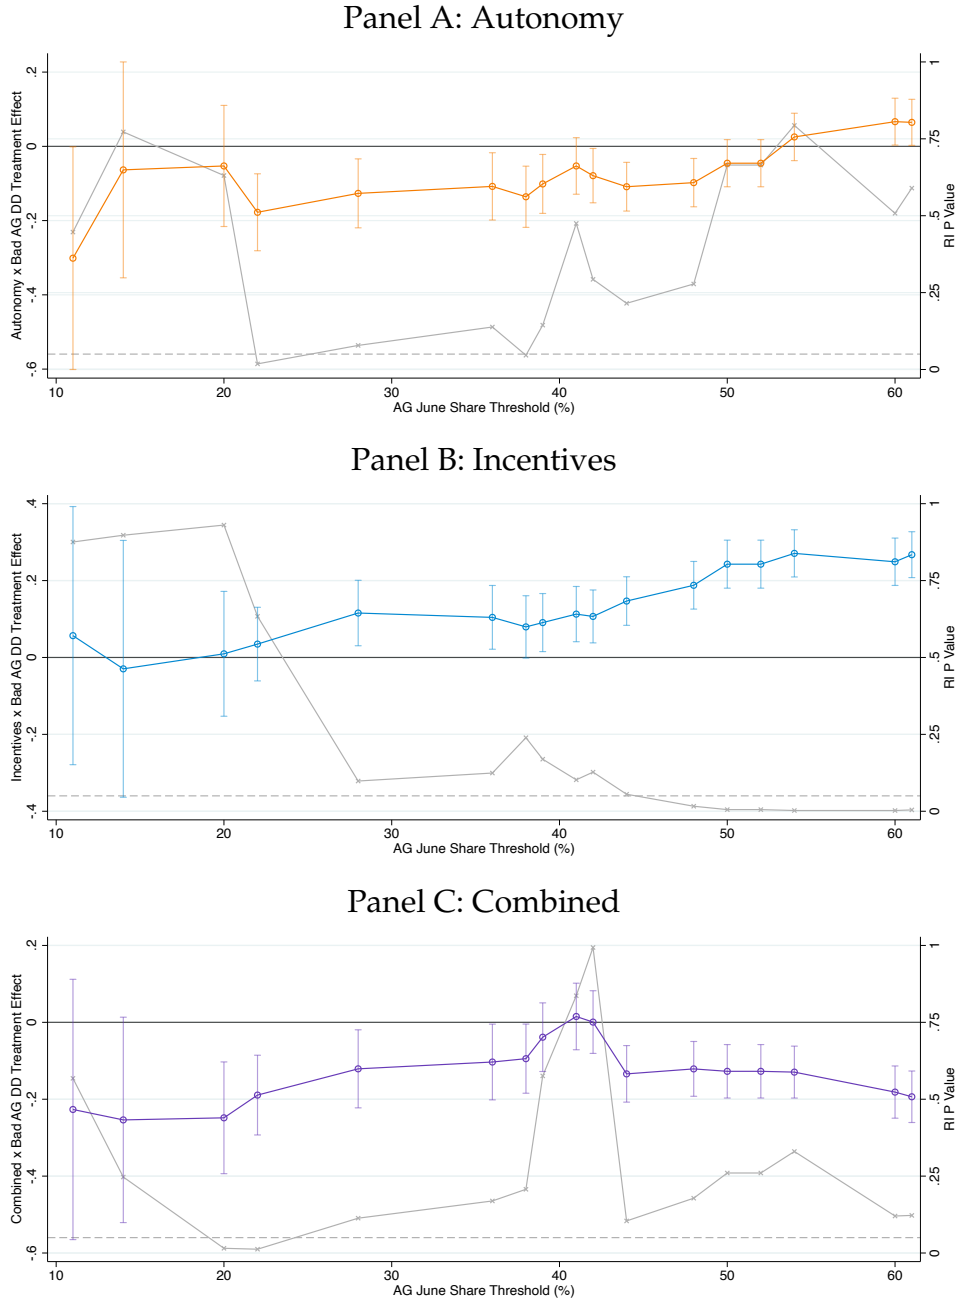 Panel A: Autonomy
Autonomy x Bad AG DD Treatment Effect
.2
0
-.2
-.4
-.6
1
.75
.5
.25
0
RI P Value
10 20 30 40 50 60
AG June Share Threshold (%)
Panel B: Incentives
Incentives x Bad AG DD Treatment Effect
.4
.2
0
-.2
-.4
1
.75
.5
.25
0
RI P Value
10 20 30 40 50 60
AG June Share Threshold (%)
Panel C: Combined
Combined x Bad AG DD Treatment Effect
.2
0
-.2
-.4
-.6
1
.75
.5
.25
0
RI P Value
10 20 30 40 50 60
AG June Share Threshold (%)